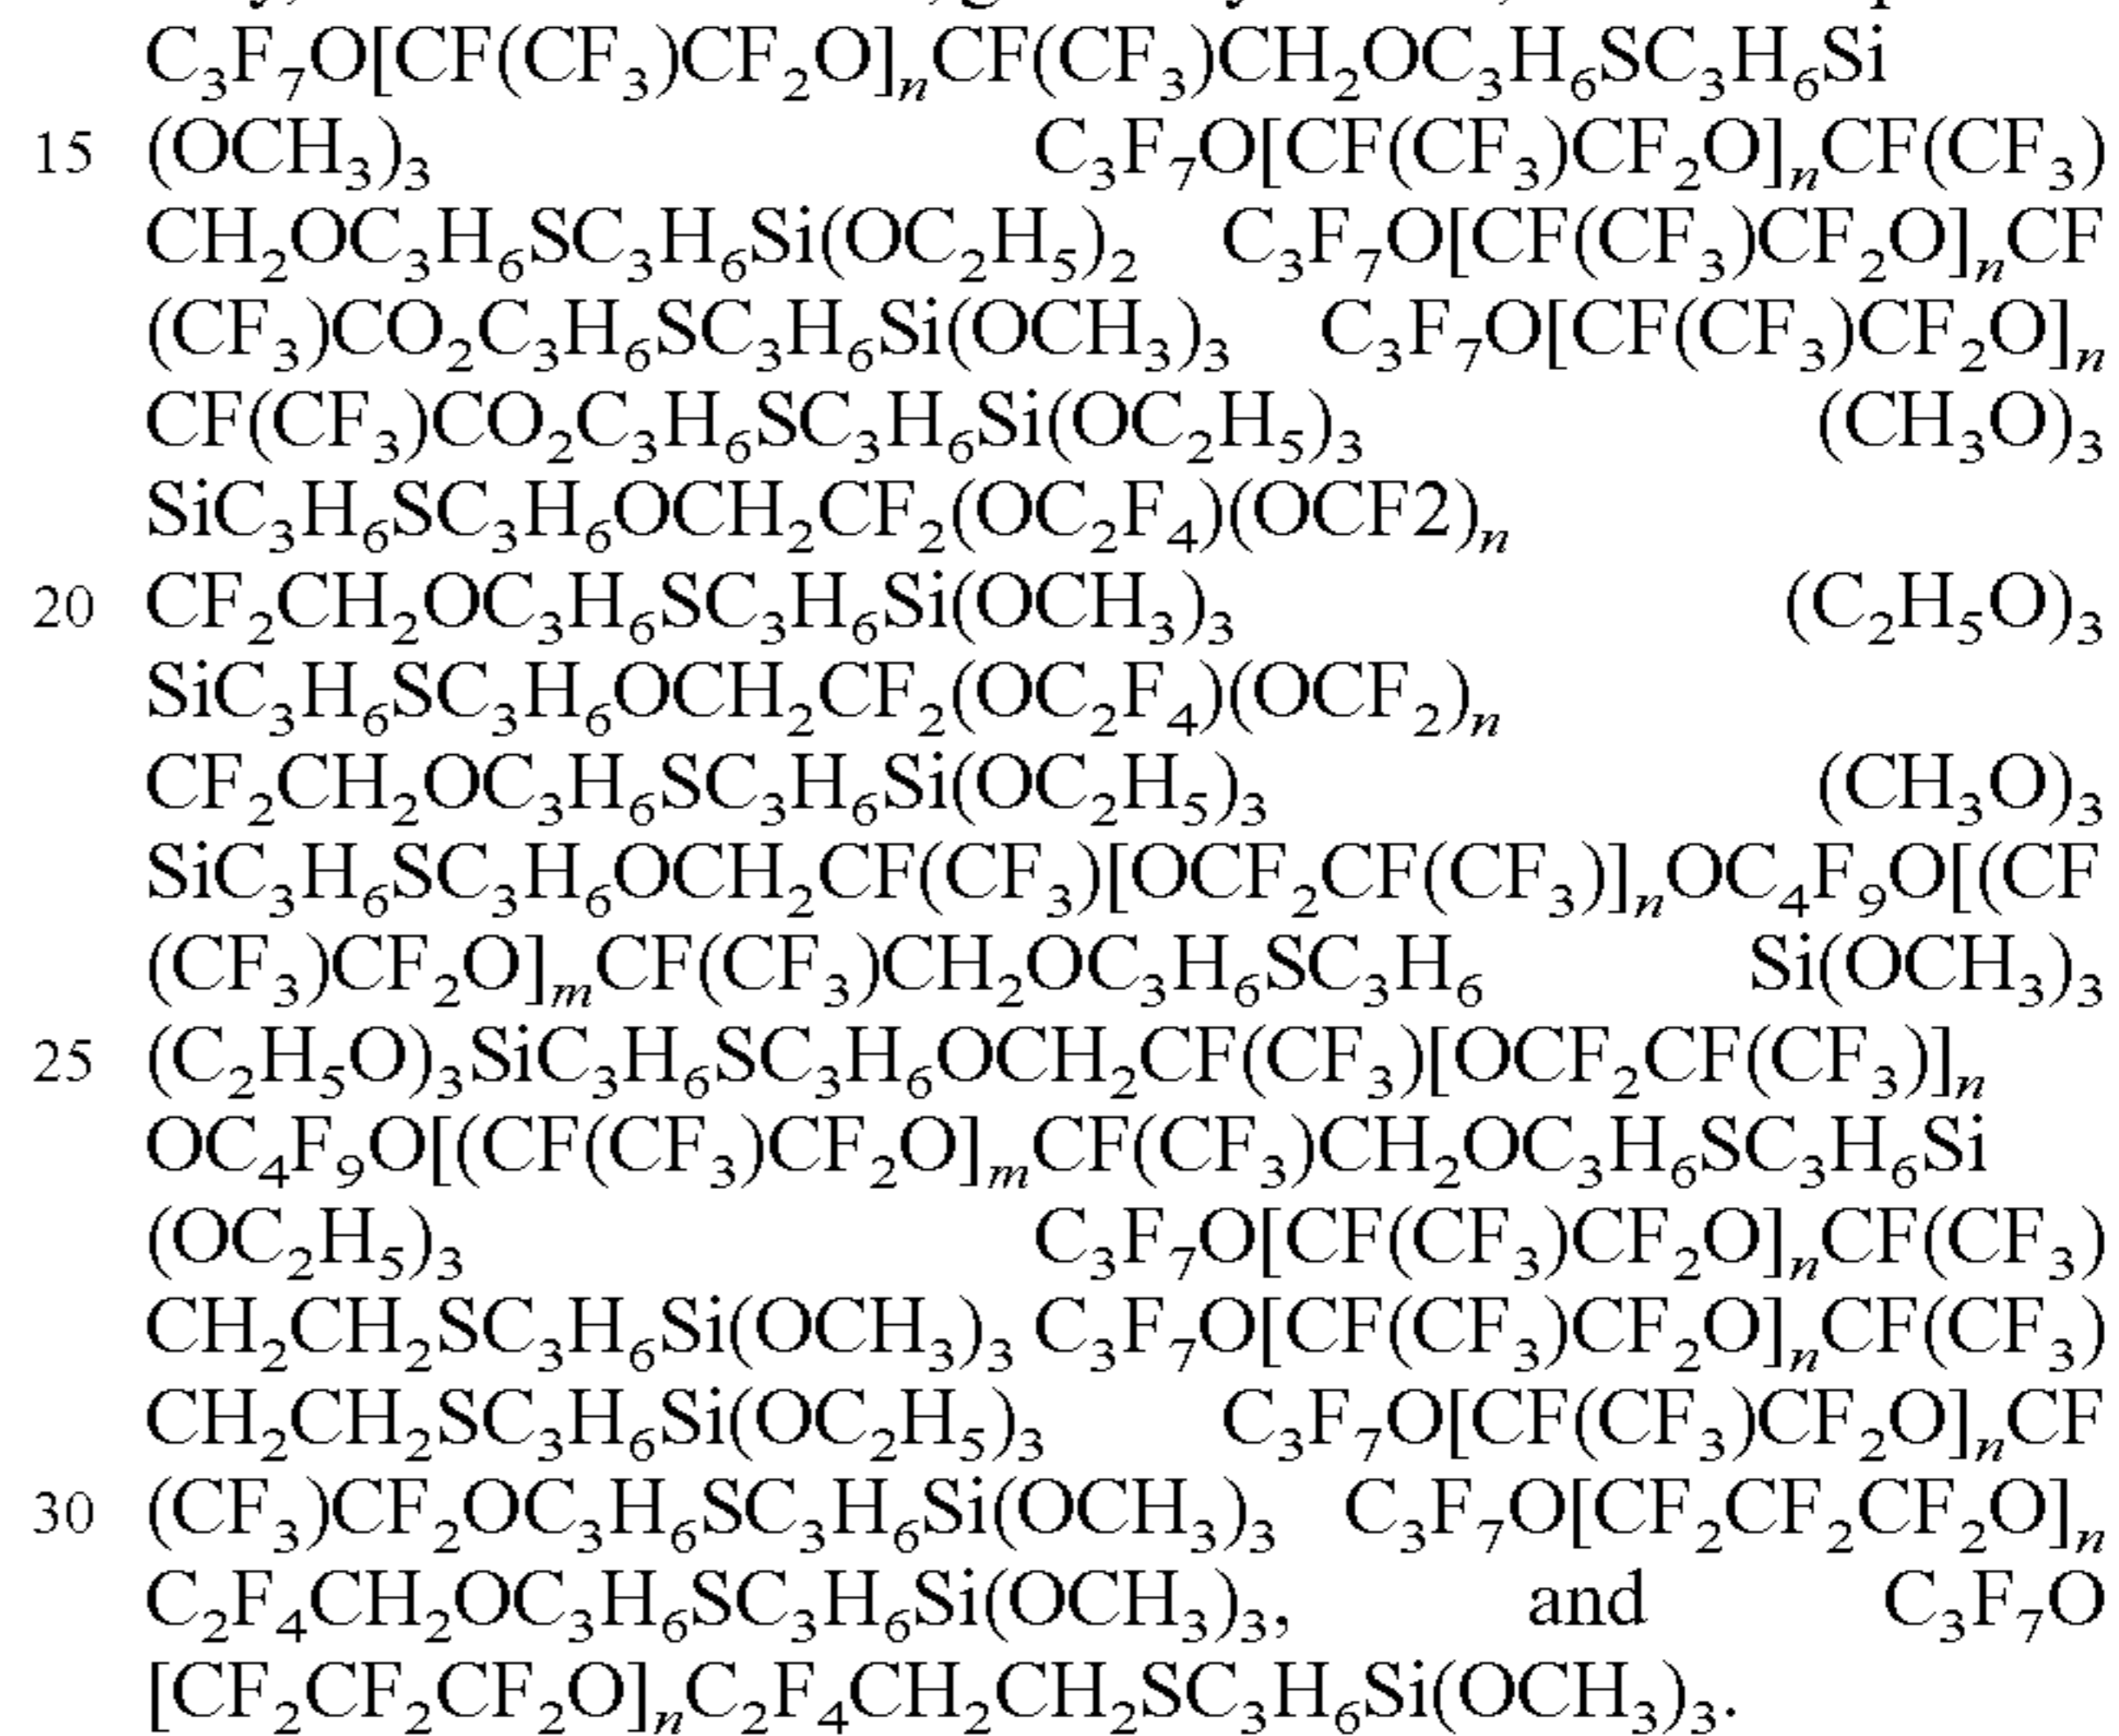 C₃F₇O[CF(CF₃)CF₂O]ₙCF(CF₃)CH₂OC₃H₆SC₃H₆Si
15 (OCH₃)₃ C₃F₇O[CF(CF₃)CF₂O]ₙCF(CF₃)
CH₂OC₃H₆SC₃H₆Si(OC₂H₅)₂ C₃F₇O[CF(CF₃)CF₂O]ₙCF
(CF₃)CO₂C₃H₆SC₃H₆Si(OCH₃)₃ C₃F₇O[CF(CF₃)CF₂O]ₙ
CF(CF₃)CO₂C₃H₆SC₃H₆Si(OC₂H₅)₃ (CH₃O)₃
SiC₃H₆SC₃H₆OCH₂CF₂(OC₂F₄)(OCF2)ₙ
20 CF₂CH₂OC₃H₆SC₃H₆Si(OCH₃)₃ (C₂H₅O)₃
SiC₃H₆SC₃H₆OCH₂CF₂(OC₂F₄)(OCF₂)ₙ
CF₂CH₂OC₃H₆SC₃H₆Si(OC₂H₅)₃ (CH₃O)₃
SiC₃H₆SC₃H₆OCH₂CF(CF₃)[OCF₂CF(CF₃)]ₙOC₄F₉O[(CF
(CF₃)CF₂O]ₘCF(CF₃)CH₂OC₃H₆SC₃H₆ Si(OCH₃)₃
25 (C₂H₅O)₃SiC₃H₆SC₃H₆OCH₂CF(CF₃)[OCF₂CF(CF₃)]ₙ
OC₄F₉O[(CF(CF₃)CF₂O]ₘCF(CF₃)CH₂OC₃H₆SC₃H₆Si
(OC₂H₅)₃ C₃F₇O[CF(CF₃)CF₂O]ₙCF(CF₃)
CH₂CH₂SC₃H₆Si(OCH₃)₃ C₃F₇O[CF(CF₃)CF₂O]ₙCF(CF₃)
CH₂CH₂SC₃H₆Si(OC₂H₅)₃ C₃F₇O[CF(CF₃)CF₂O]ₙCF
30 (CF₃)CF₂OC₃H₆SC₃H₆Si(OCH₃)₃, C₃F₇O[CF₂CF₂CF₂O]ₙ
C₂F₄CH₂OC₃H₆SC₃H₆Si(OCH₃)₃, and C₃F₇O
[CF₂CF₂CF₂O]ₙC₂F₄CH₂CH₂SC₃H₆Si(OCH₃)₃.